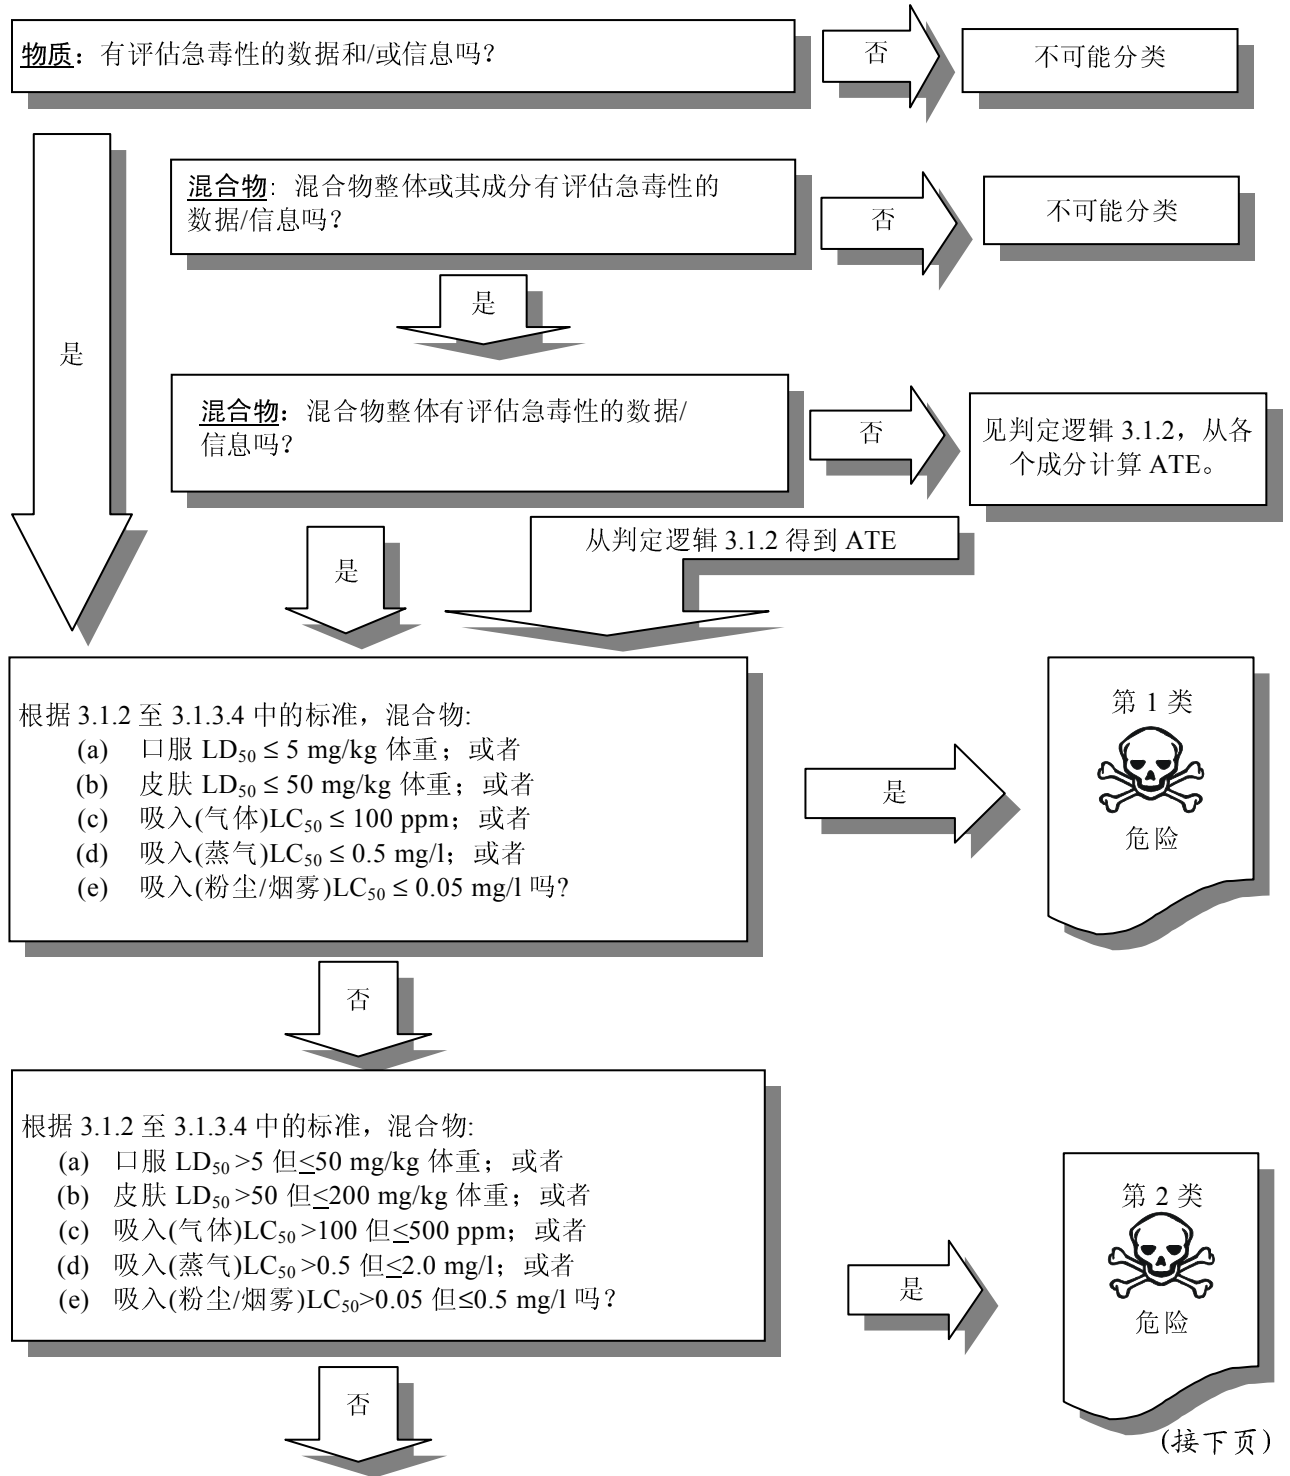 物质：有评估急毒性的数据和/或信息吗？
否
不可能分类
混合物：混合物整体或其成分有评估急毒性的
数据/信息吗？
否
不可能分类
是
是
混合物：混合物整体有评估急毒性的数据/
信息吗？
否
见判定逻辑 3.1.2，从各
个成分计算 ATE。
从判定逻辑 3.1.2 得到 ATE
是
根据 3.1.2 至 3.1.3.4 中的标准，混合物:
(a) 口服 LD50 ≤ 5 mg/kg 体重；或者
(b) 皮肤 LD50 ≤ 50 mg/kg 体重；或者
(c) 吸入(气体)LC50 ≤ 100 ppm；或者
(d) 吸入(蒸气)LC50 ≤ 0.5 mg/l；或者
(e) 吸入(粉尘/烟雾)LC50 ≤ 0.05 mg/l 吗?
是
第 1 类
危险
否
根据 3.1.2 至 3.1.3.4 中的标准，混合物:
(a) 口服 LD50 >5 但≤50 mg/kg 体重；或者
(b) 皮肤 LD50 >50 但≤200 mg/kg 体重；或者
(c) 吸入(气体)LC50 >100 但≤500 ppm；或者
(d) 吸入(蒸气)LC50 >0.5 但≤2.0 mg/l；或者
(e) 吸入(粉尘/烟雾)LC50>0.05 但≤0.5 mg/l 吗？
是
第 2 类
危险
否
(接下页)